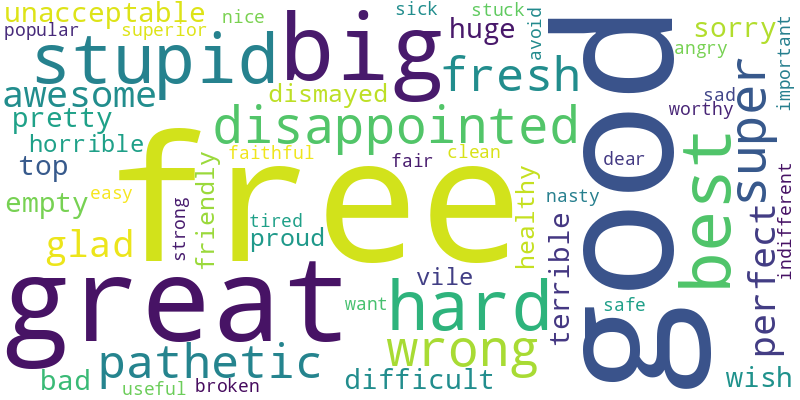 unacceptable
popular
superior
nice
sick
stuck
avoid
sorry
angry
important
stupid
big
huge
fresh
good
awesome
dismayed
sad
worthy
super
pretty
disappointed
horrible
top
free
faithful
fair
clean
dear
best
friendly
healthy
nasty
empty
easy
strong
tired
proud
glad
terrible
perfect
indifferent
great
vile
want
hard
safe
wrong
pathetic
bad
useful
broken
difficult
wish